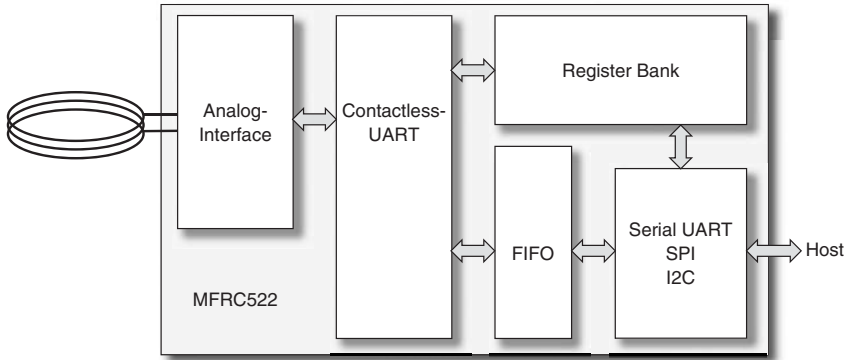 Analog-
Interface
Contactless-
UART
Register Bank
FIFO
Serial UART
SPI
I2C
Host
MFRC522